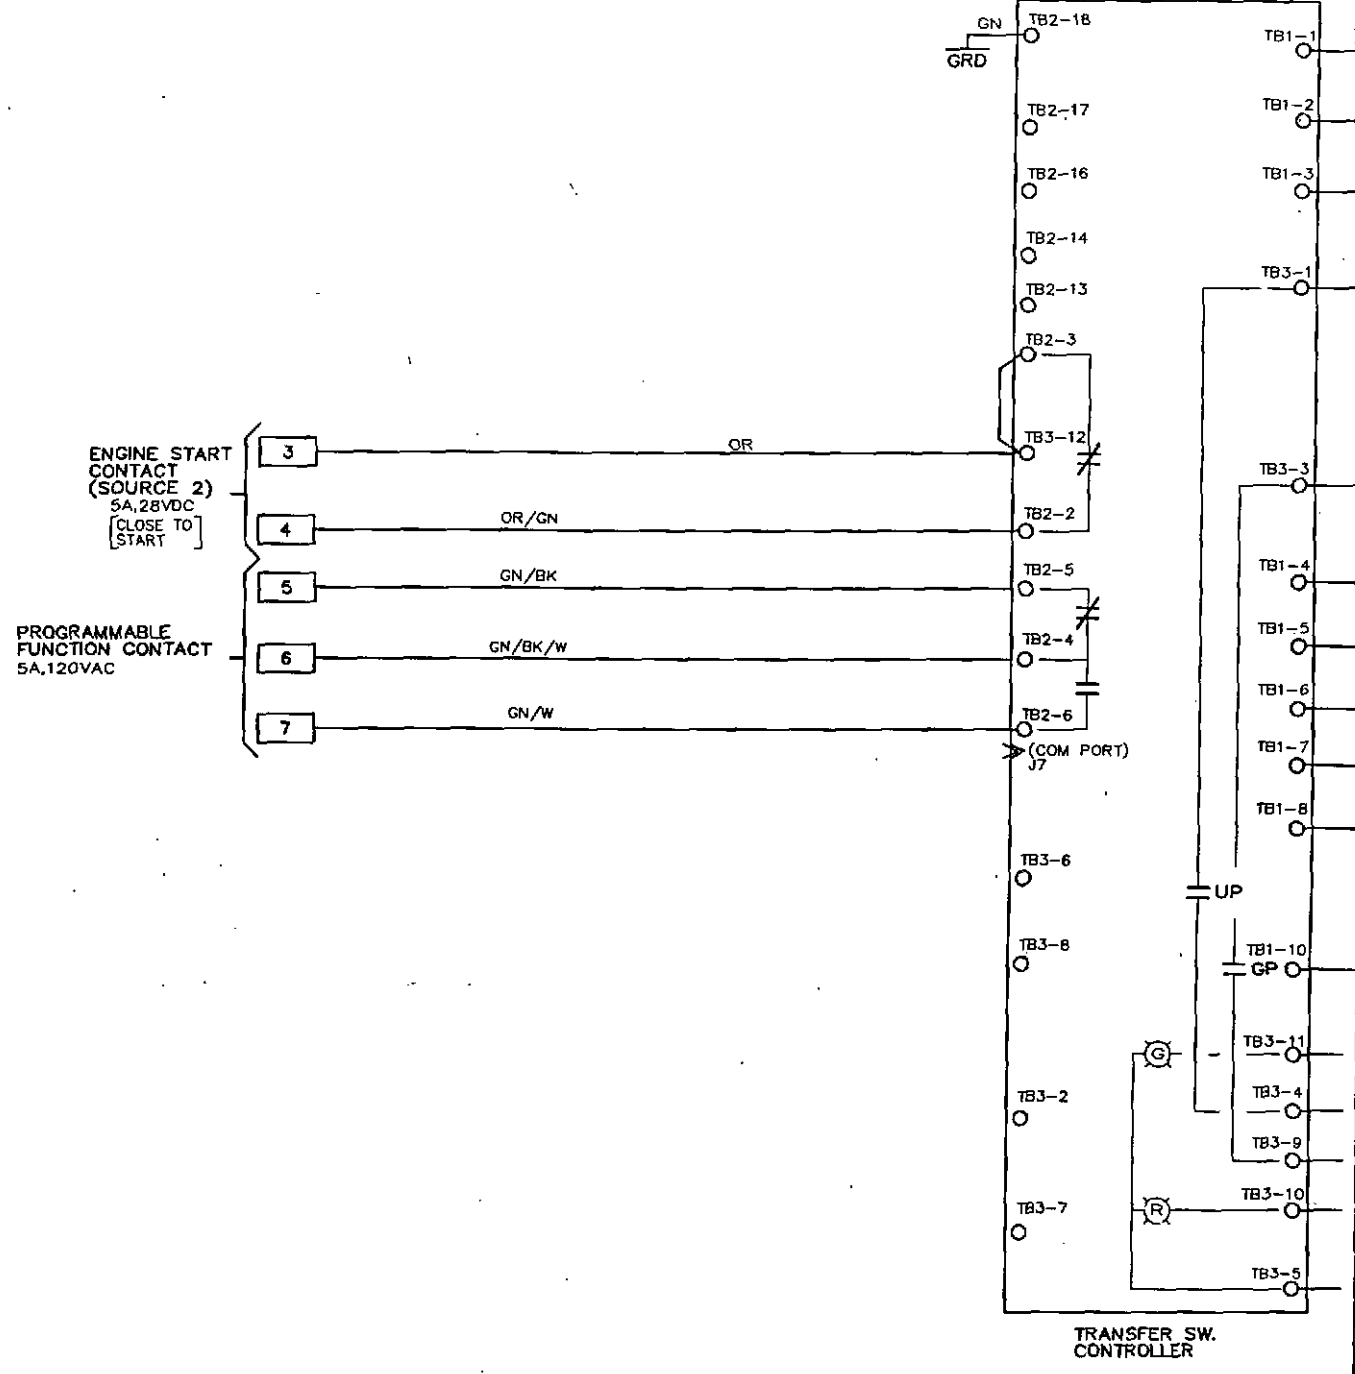 GN
TB2-18
GRD
TB2-17
TB2-16
TB2-14
TB2-13
TB2-3
ENGINE START
CONTACT
(SOURCE 2)
5A,28VDC
[CLOSE TO]
[START]
3
OR
TB3-12
4
OR/GN
TB2-2
PROGRAMMABLE
FUNCTION CONTACT
5A,120VAC
5
GN/BK
TB2-5
6
GN/BK/W
TB2-4
7
GN/W
TB2-6
(COM PORT)
J7
TB3-6
TB3-8
TB3-2
TB3-7
TB1-1
TB1-2
TB1-3
TB3-1
TB3-3
TB1-4
TB1-5
TB1-6
TB1-7
TB1-8
UP
TB1-10
GP
G
TB3-11
TB3-4
TB3-9
R
TB3-10
TB3-5
TRANSFER SW.
CONTROLLER